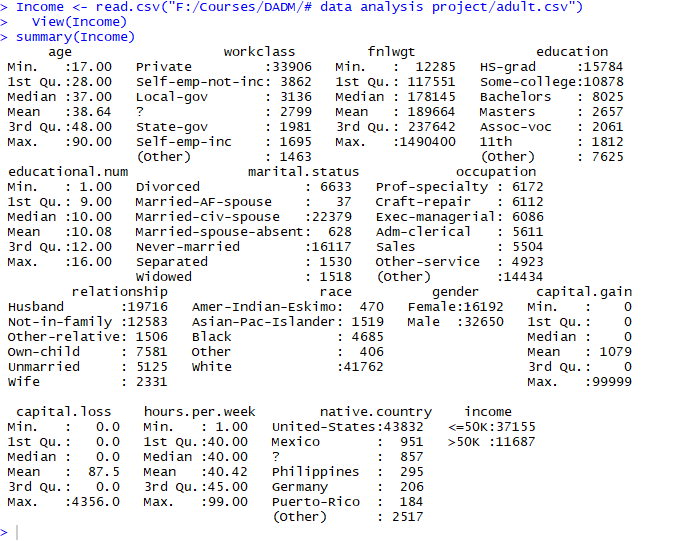 > Income <- read.csv("F:/Courses/DADM/# data analysis project/adult.csv")
>   View(Income)
> summary(Income)
age workclass fnlwgt education
Min.   :17.00 Private         :33906 Min.   :  12285 HS-grad     :15784
1st Qu.:28.00 Self-emp-not-inc: 3862 1st Qu.: 117551 Some-college:10878
Median :37.00 Local-gov       : 3136 Median : 178145 Bachelors   : 8025
Mean   :38.64 ?               : 2799 Mean   : 189664 Masters     : 2657
3rd Qu.:48.00 State-gov       : 1981 3rd Qu.: 237642 Assoc-voc   : 2061
Max.   :90.00 Self-emp-inc    : 1695 Max.   :1490400 11th        : 1812
(Other)         : 1463 (Other)     : 7625
educational.num marital.status occupation
Min.   : 1.00 Divorced             : 6633 Prof-specialty : 6172
1st Qu.: 9.00 Married-AF-spouse    :   37 Craft-repair   : 6112
Median :10.00 Married-civ-spouse   :22379 Exec-managerial: 6086
Mean   :10.08 Married-spouse-absent:  628 Adm-clerical   : 5611
3rd Qu.:12.00 Never-married        :16117 Sales          : 5504
Max.   :16.00 Separated            : 1530 Other-service  : 4923
Widowed              : 1518 (Other)        :14434
relationship race gender capital.gain
Husband       :19716 Amer-Indian-Eskimo:  470 Female:16192 Min.   :    0
Not-in-family :12583 Asian-Pac-Islander: 1519 Male  :32650 1st Qu.:    0
Other-relative: 1506 Black             : 4685 Median :    0
Own-child     : 7581 Other             :  406 Mean   : 1079
Unmarried     : 5125 White             :41762 3rd Qu.:    0
Wife          : 2331 Max.   :99999
capital.loss hours.per.week native.country income
Min.   :   0.0 Min.   : 1.00 United-States:43832 <=50K:37155
1st Qu.:   0.0 1st Qu.:40.00 Mexico       :  951 >50K :11687
Median :   0.0 Median :40.00 ?            :  857
Mean   :  87.5 Mean   :40.42 Philippines  :  295
3rd Qu.:   0.0 3rd Qu.:45.00 Germany      :  206
Max.   :4356.0 Max.   :99.00 Puerto-Rico  :  184
(Other)      : 2517
>